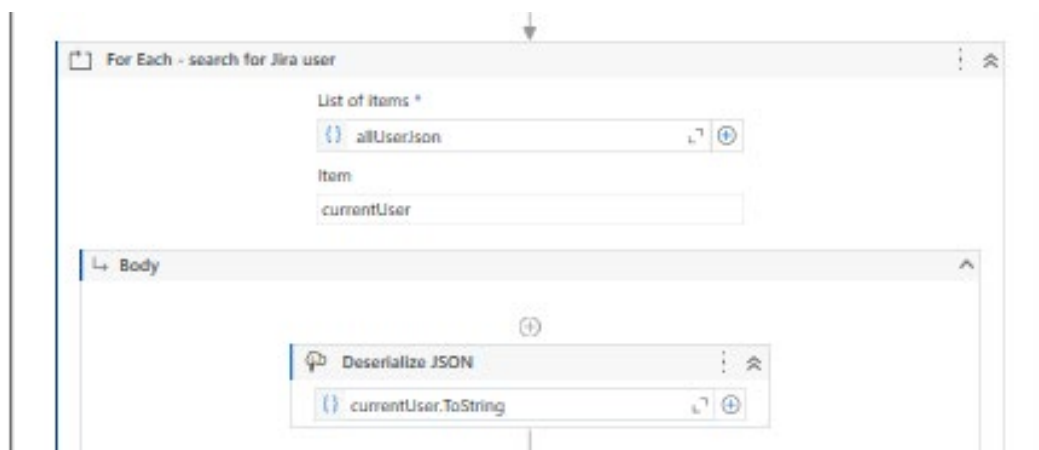 For Each - search for Jira user
List of items *
{} allUserJson
Item
currentUser
Body
Deserialize JSON
{} currentUser.ToString